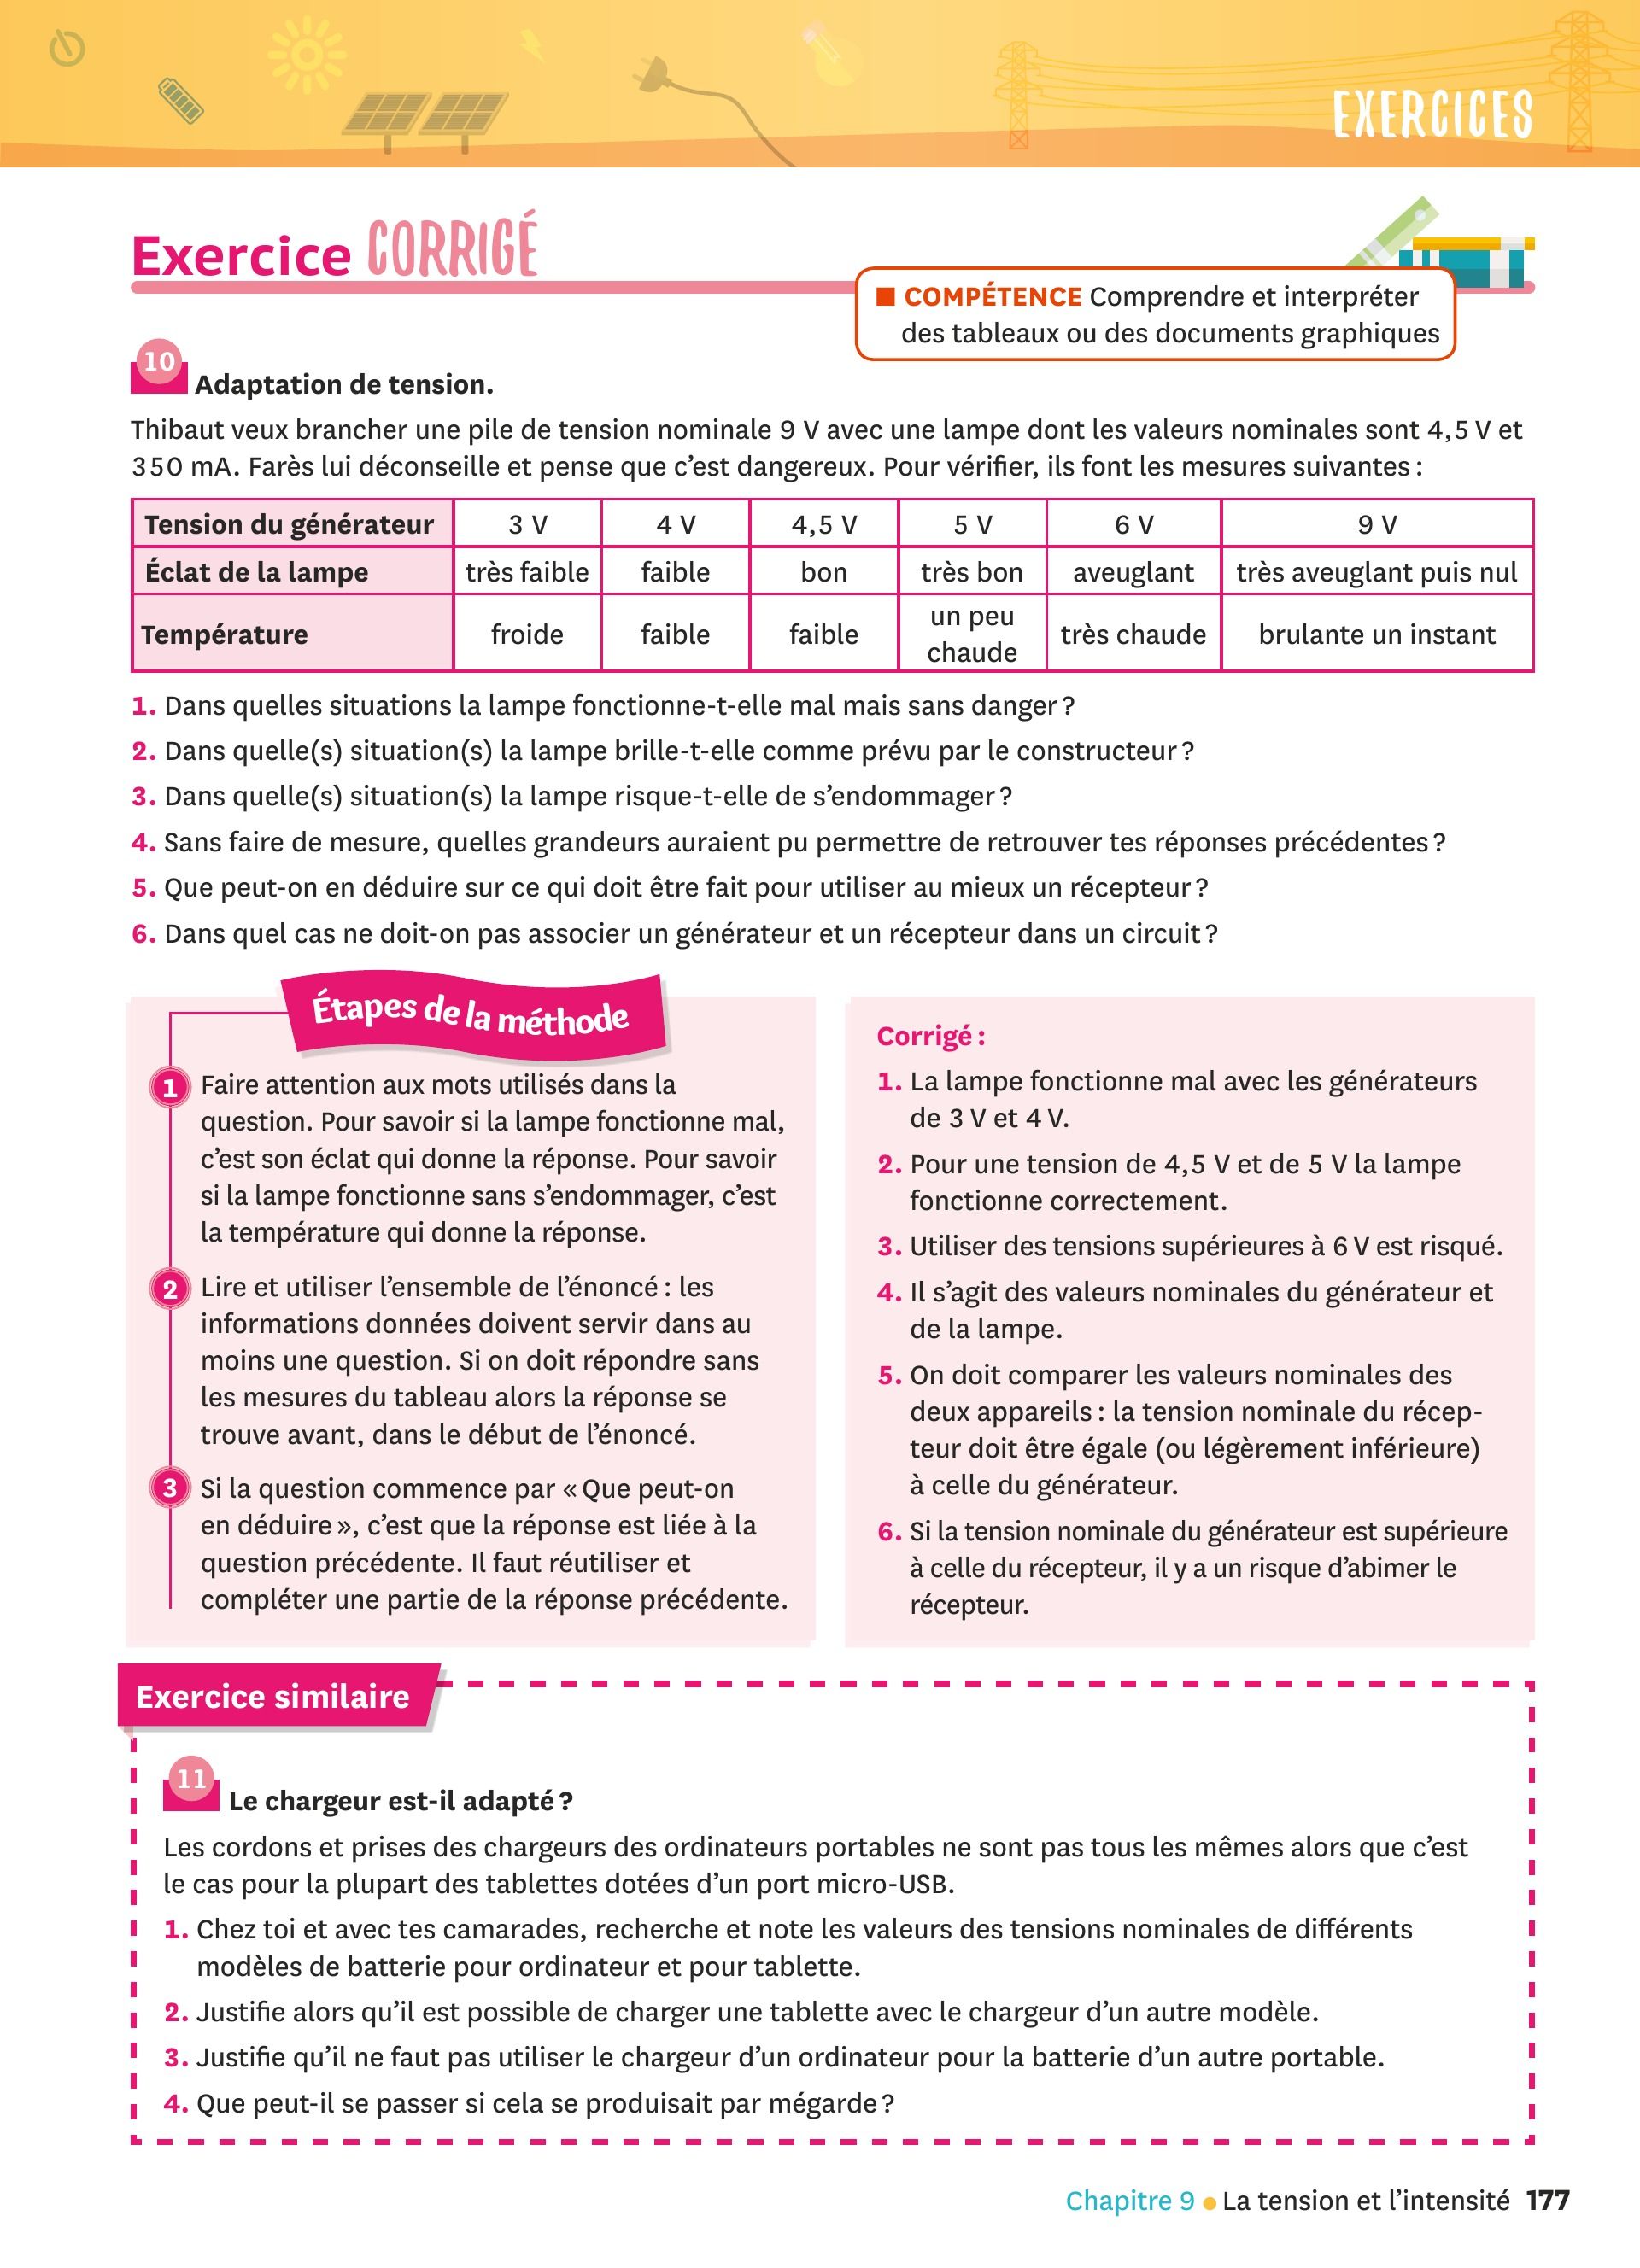 EXERCICES
Exercice CORRIGÉ
■ COMPÉTENCE Comprendre et interpréter
des tableaux ou des documents graphiques
10
Adaptation de tension.
Thibaut veux brancher une pile de tension nominale 9 V avec une lampe dont les valeurs nominales sont 4,5 V et
350 mA. Farès lui déconseille et pense que c’est dangereux. Pour vérifier, ils font les mesures suivantes :
Tension du générateur 3 V 4 V 4,5 V 5 V 6 V 9 V
Éclat de la lampe très faible faible bon très bon aveuglant très aveuglant puis nul
Température froide faible faible un peu chaude très chaude brulante un instant
1. Dans quelles situations la lampe fonctionne-t-elle mal mais sans danger ?
2. Dans quelle(s) situation(s) la lampe brille-t-elle comme prévu par le constructeur ?
3. Dans quelle(s) situation(s) la lampe risque-t-elle de s’endommager ?
4. Sans faire de mesure, quelles grandeurs auraient pu permettre de retrouver tes réponses précédentes ?
5. Que peut-on en déduire sur ce qui doit être fait pour utiliser au mieux un récepteur ?
6. Dans quel cas ne doit-on pas associer un générateur et un récepteur dans un circuit ?
Étapes de la méthode
1 Faire attention aux mots utilisés dans la
question. Pour savoir si la lampe fonctionne mal,
c’est son éclat qui donne la réponse. Pour savoir
si la lampe fonctionne sans s’endommager, c’est
la température qui donne la réponse.
2 Lire et utiliser l’ensemble de l’énoncé : les
informations données doivent servir dans au
moins une question. Si on doit répondre sans
les mesures du tableau alors la réponse se
trouve avant, dans le début de l’énoncé.
3 Si la question commence par « Que peut-on
en déduire », c’est que la réponse est liée à la
question précédente. Il faut réutiliser et
compléter une partie de la réponse précédente.
Corrigé :
1. La lampe fonctionne mal avec les générateurs
de 3 V et 4 V.
2. Pour une tension de 4,5 V et de 5 V la lampe
fonctionne correctement.
3. Utiliser des tensions supérieures à 6 V est risqué.
4. Il s’agit des valeurs nominales du générateur et
de la lampe.
5. On doit comparer les valeurs nominales des
deux appareils : la tension nominale du récep-
teur doit être égale (ou légèrement inférieure)
à celle du générateur.
6. Si la tension nominale du générateur est supérieure
à celle du récepteur, il y a un risque d’abimer le
récepteur.
Exercice similaire
11
Le chargeur est-il adapté ?
Les cordons et prises des chargeurs des ordinateurs portables ne sont pas tous les mêmes alors que c’est
le cas pour la plupart des tablettes dotées d’un port micro-USB.
1. Chez toi et avec tes camarades, recherche et note les valeurs des tensions nominales de différents
modèles de batterie pour ordinateur et pour tablette.
2. Justifie alors qu’il est possible de charger une tablette avec le chargeur d’un autre modèle.
3. Justifie qu’il ne faut pas utiliser le chargeur d’un ordinateur pour la batterie d’un autre portable.
4. Que peut-il se passer si cela se produisait par mégarde ?
Chapitre 9 ● La tension et l’intensité 177